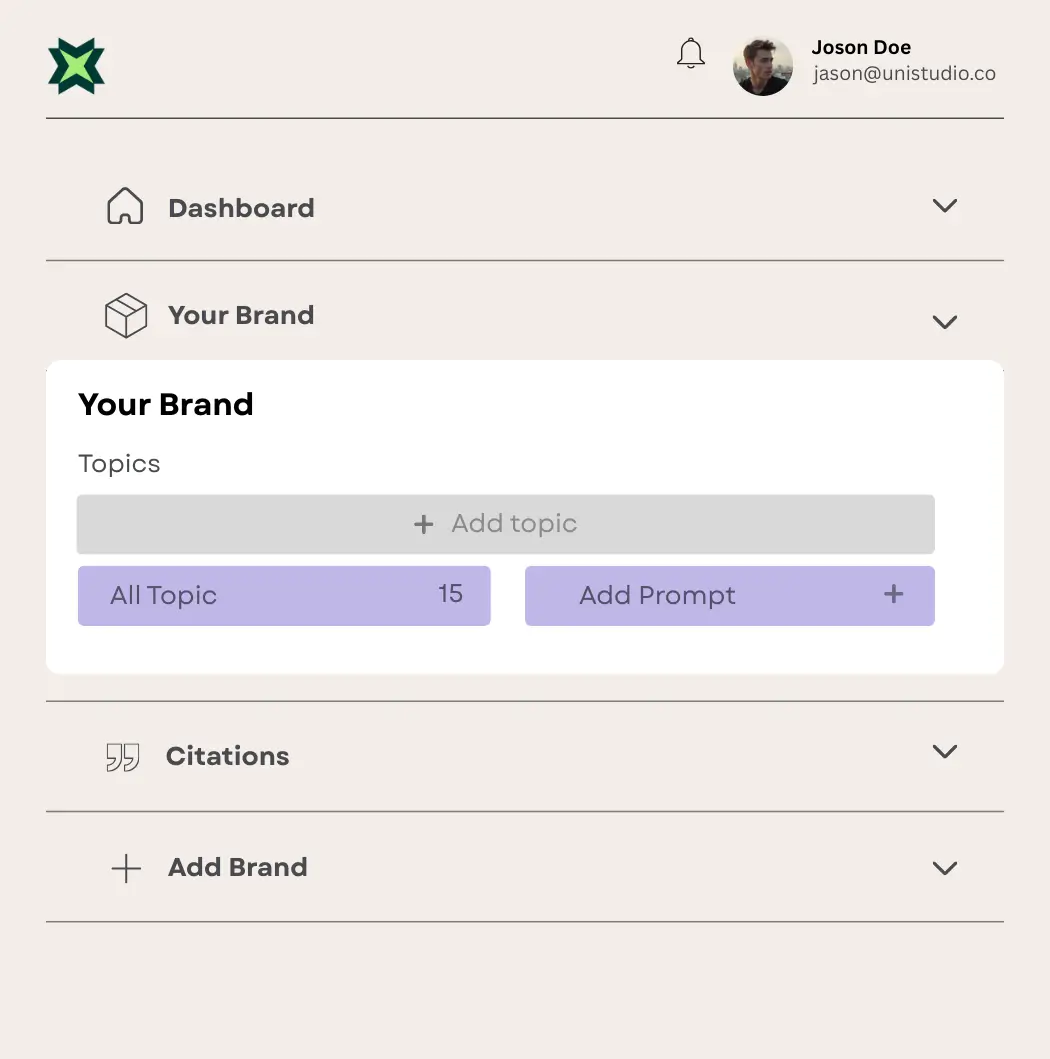 Joson Doe
jason@unistudio.co
Dashboard
Your Brand
Your Brand
Topics
+ Add topic
All Topic 15
Add Prompt +
Citations
Add Brand